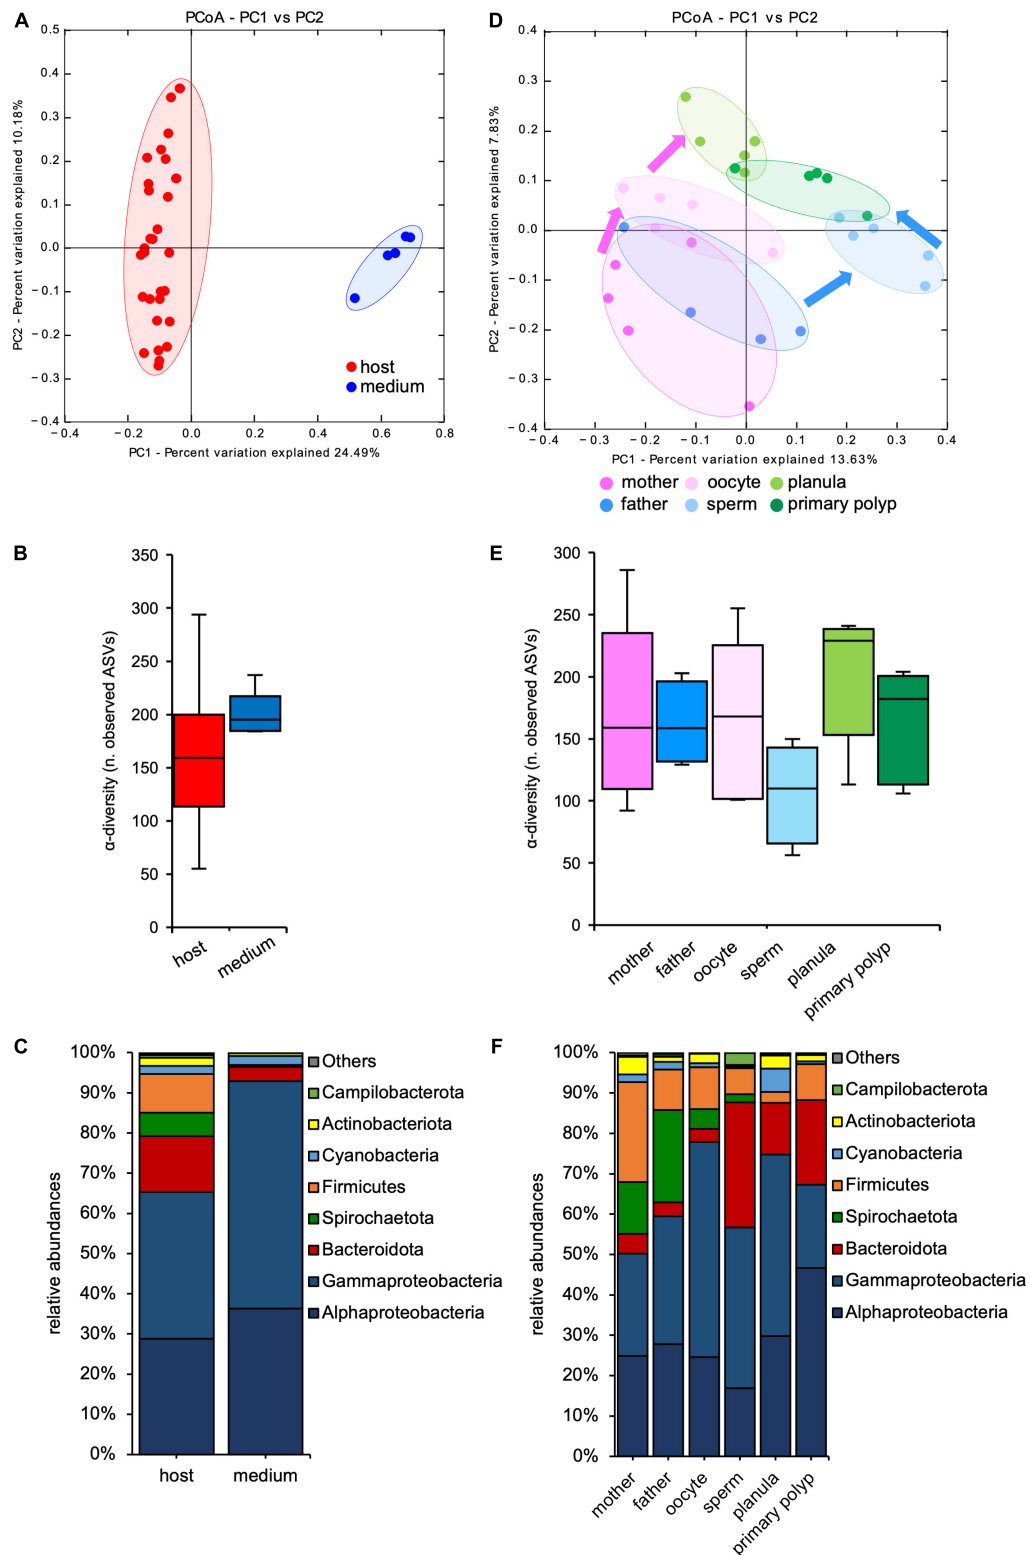 A
PCoA - PC1 vs PC2
0.5
0.4
0.3
0.2
0.1
0.0
−0.1
−0.2
−0.3
−0.4
PC2 - Percent variation explained 10.18%
host
medium
−0.4 −0.2 0.0 0.2 0.4 0.6 0.8
PC1 - Percent variation explained 24.49%
D
PCoA - PC1 vs PC2
0.4
0.3
0.2
0.1
0.0
−0.1
−0.2
−0.3
−0.4
PC2 - Percent variation explained 7.83%
−0.4 −0.3 −0.2 −0.1 0.0 0.1 0.2 0.3 0.4
PC1 - Percent variation explained 13.63%
mother oocyte planula
father sperm primary polyp
B
350
300
250
200
150
100
50
0
α-diversity (n. observed ASVs)
host medium
E
300
250
200
150
100
50
0
α-diversity (n. observed ASVs)
mother father oocyte sperm planula primary polyp
C
100%
90%
80%
70%
60%
50%
40%
30%
20%
10%
0%
relative abundances
host medium
Others
Campilobacterota
Actinobacteriota
Cyanobacteria
Firmicutes
Spirochaetota
Bacteroidota
Gammaproteobacteria
Alphaproteobacteria
F
100%
90%
80%
70%
60%
50%
40%
30%
20%
10%
0%
relative abundances
mother father oocyte sperm planula primary polyp
Others
Campilobacterota
Actinobacteriota
Cyanobacteria
Firmicutes
Spirochaetota
Bacteroidota
Gammaproteobacteria
Alphaproteobacteria